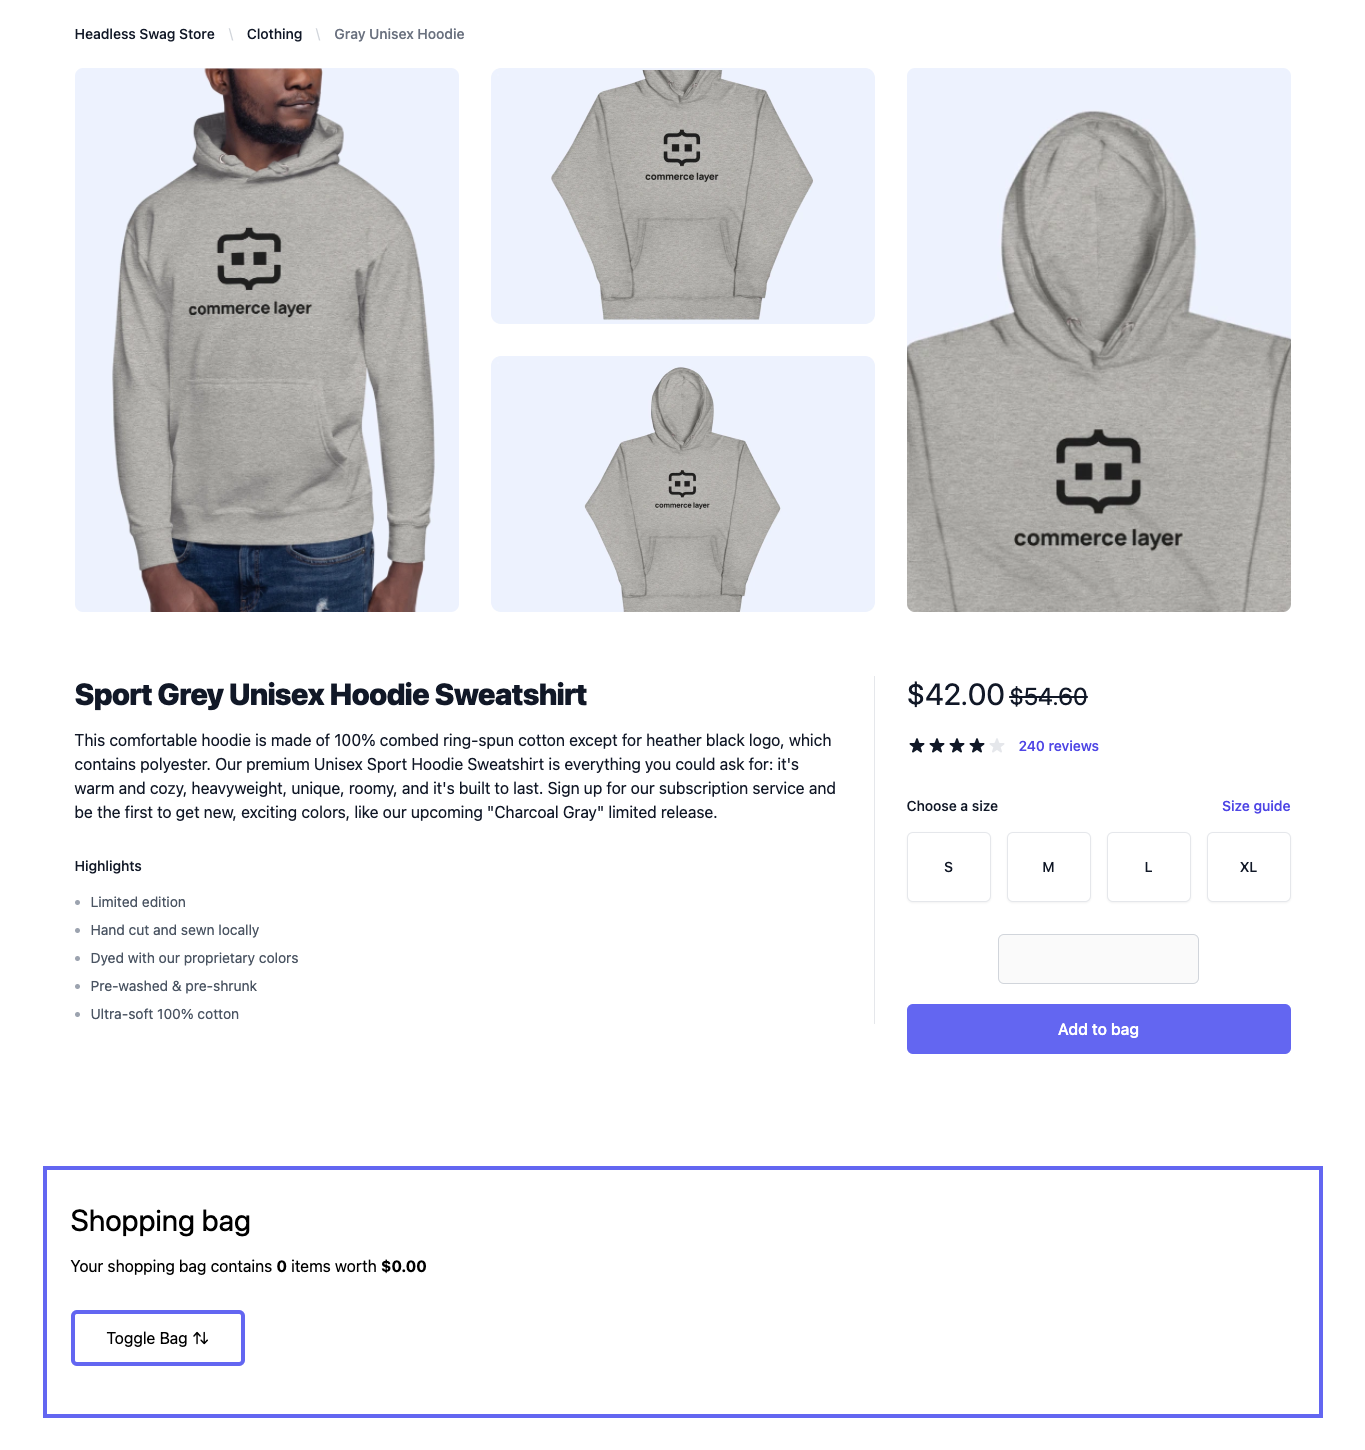 Headless Swag Store \ Clothing \ Gray Unisex Hoodie
commerce layer
commerce layer
commerce layer
commerce layer
Sport Grey Unisex Hoodie Sweatshirt
This comfortable hoodie is made of 100% combed ring-spun cotton except for heather black logo, which
contains polyester. Our premium Unisex Sport Hoodie Sweatshirt is everything you could ask for: it's
warm and cozy, heavyweight, unique, roomy, and it's built to last. Sign up for our subscription service and
be the first to get new, exciting colors, like our upcoming "Charcoal Gray" limited release.
Highlights
Limited edition
Hand cut and sewn locally
Dyed with our proprietary colors
Pre-washed & pre-shrunk
Ultra-soft 100% cotton
$42.00 $54.60
240 reviews
Choose a size
Size guide
S
M
L
XL
Add to bag
Shopping bag
Your shopping bag contains 0 items worth $0.00
Toggle Bag ⇅